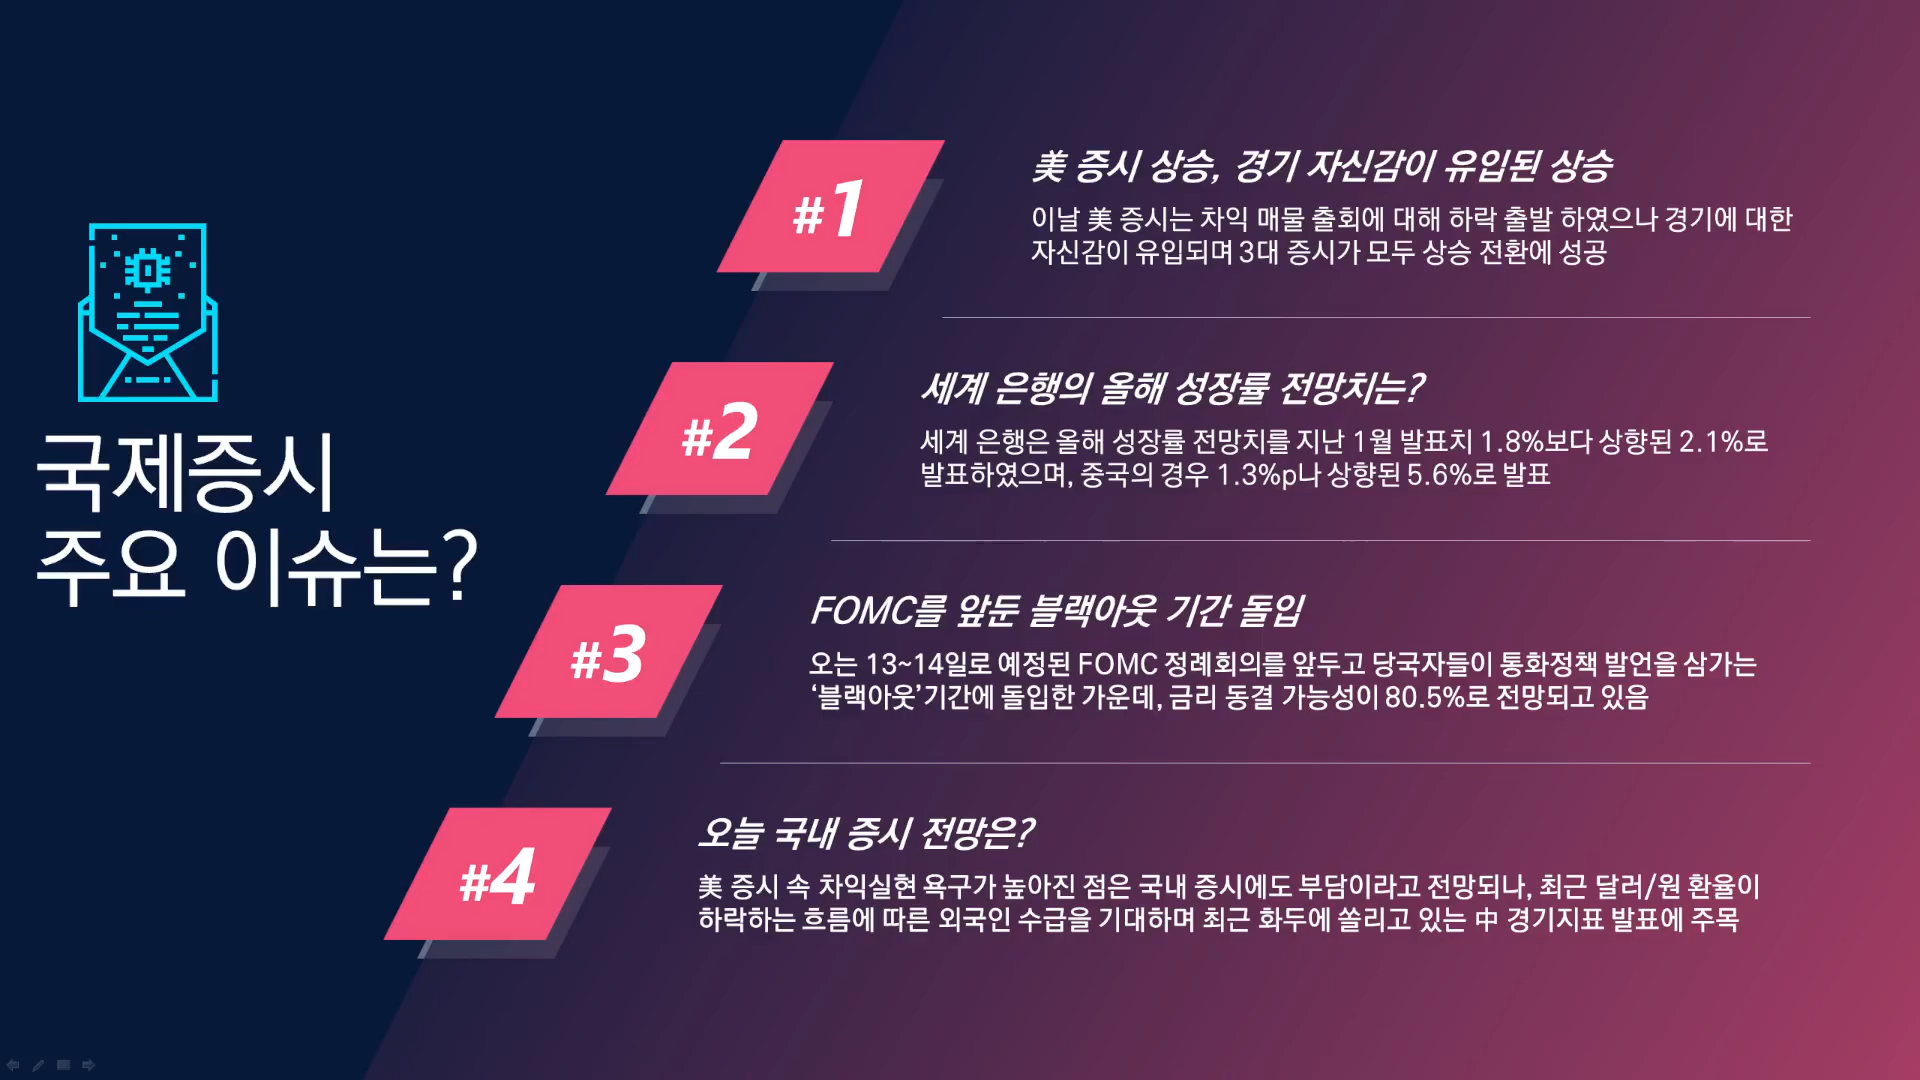 국제증시
주요 이슈는?
#1
美 증시 상승, 경기 자신감이 유입된 상승
이날 美 증시는 차익 매물 출회에 대해 하락 출발 하였으나 경기에 대한
자신감이 유입되며 3대 증시가 모두 상승 전환에 성공
#2
세계 은행의 올해 성장률 전망치는?
세계 은행은 올해 성장률 전망치를 지난 1월 발표치 1.8%보다 상향된 2.1%로
발표하였으며, 중국의 경우 1.3%p나 상향된 5.6%로 발표
#3
FOMC를 앞둔 블랙아웃 기간 돌입
오는 13~14일로 예정된 FOMC 정례회의를 앞두고 당국자들이 통화정책 발언을 삼가는
‘블랙아웃’기간에 돌입한 가운데, 금리 동결 가능성이 80.5%로 전망되고 있음
#4
오늘 국내 증시 전망은?
美 증시 속 차익실현 욕구가 높아진 점은 국내 증시에도 부담이라고 전망되나, 최근 달러/원 환율이
하락하는 흐름에 따른 외국인 수급을 기대하며 최근 화두에 쏠리고 있는 中 경기지표 발표에 주목